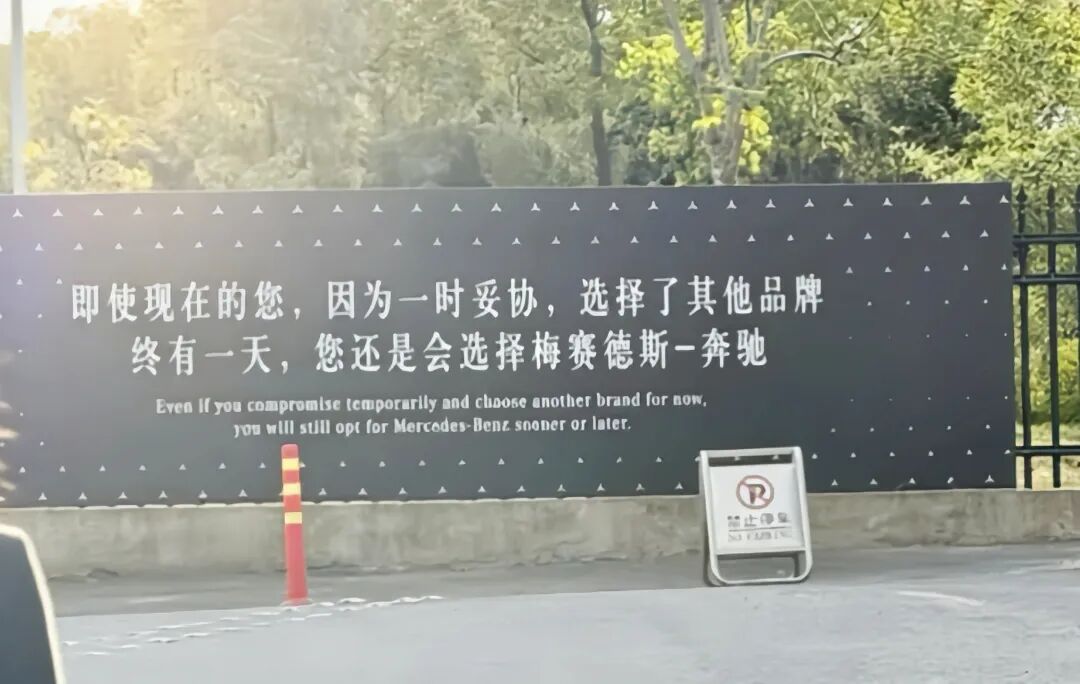 即使现在的您，因为一时妥协，选择了其他品牌
终有一天，您还是会选择梅赛德斯-奔驰
Even if you compromise temporarily and choose another brand for now,
you will still opt for Mercedes-Benz sooner or later.
禁止停车